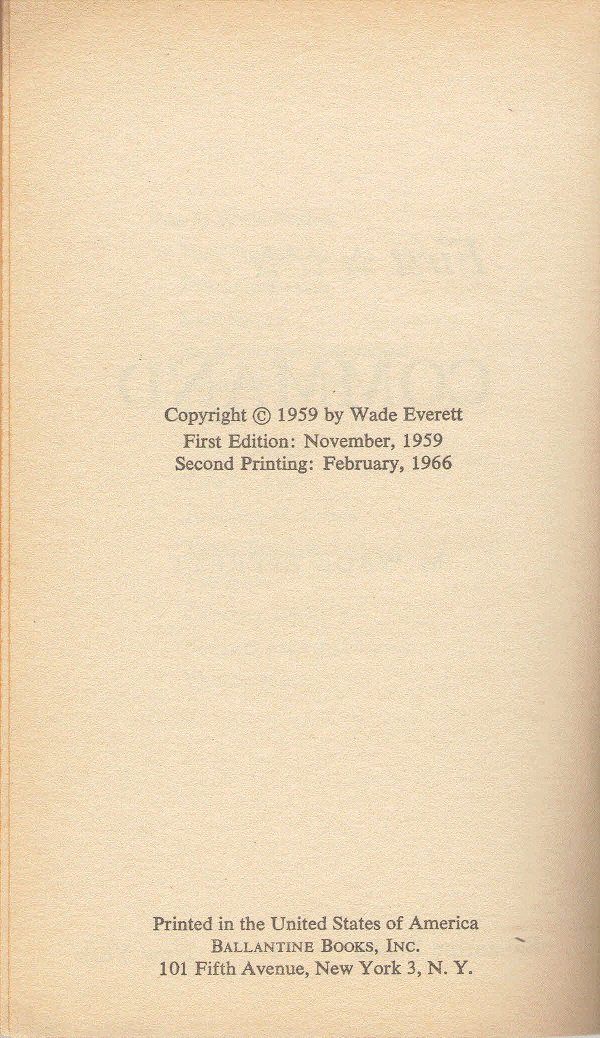 Copyright © 1959 by Wade Everett
First Edition: November, 1959
Second Printing: February, 1966
Printed in the United States of America
BALLANTINE BOOKS, INC.
101 Fifth Avenue, New York 3, N. Y.